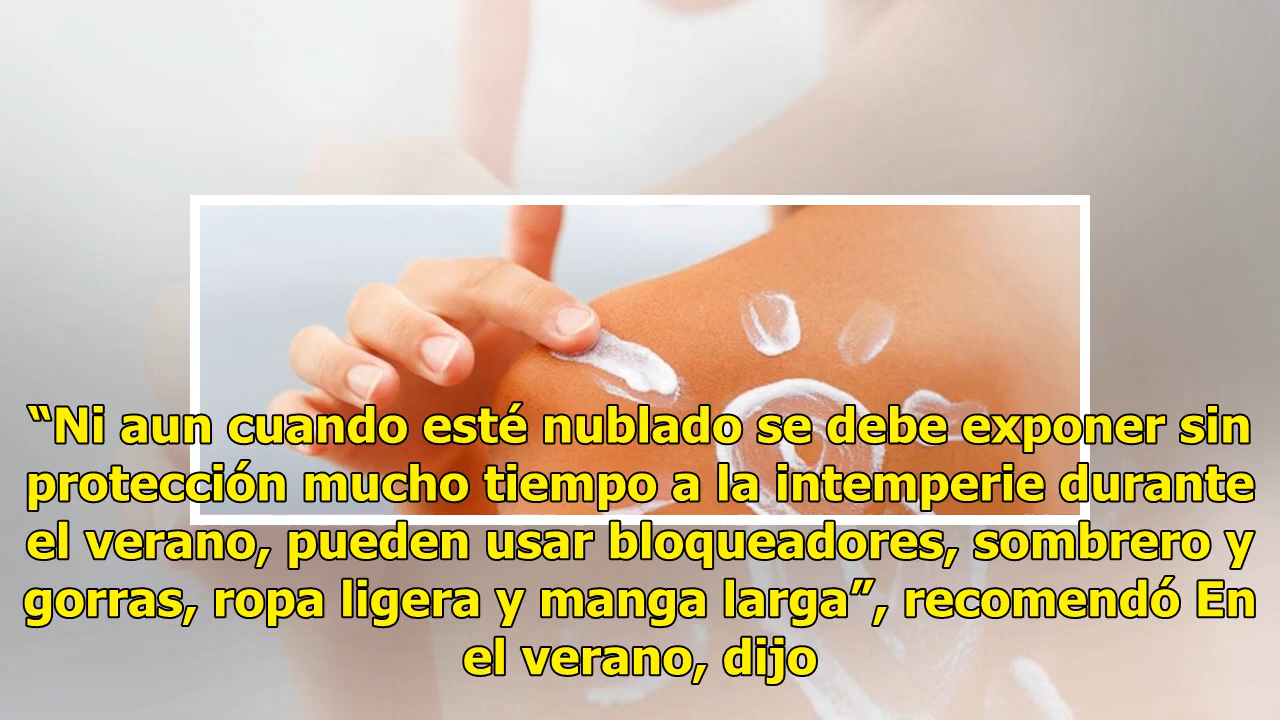 “Ni aun cuando esté nublado se debe exponer sin
protección mucho tiempo a la intemperie durante
el verano, pueden usar bloqueadores, sombrero y
gorras, ropa ligera y manga larga”, recomendó En
el verano, dijo